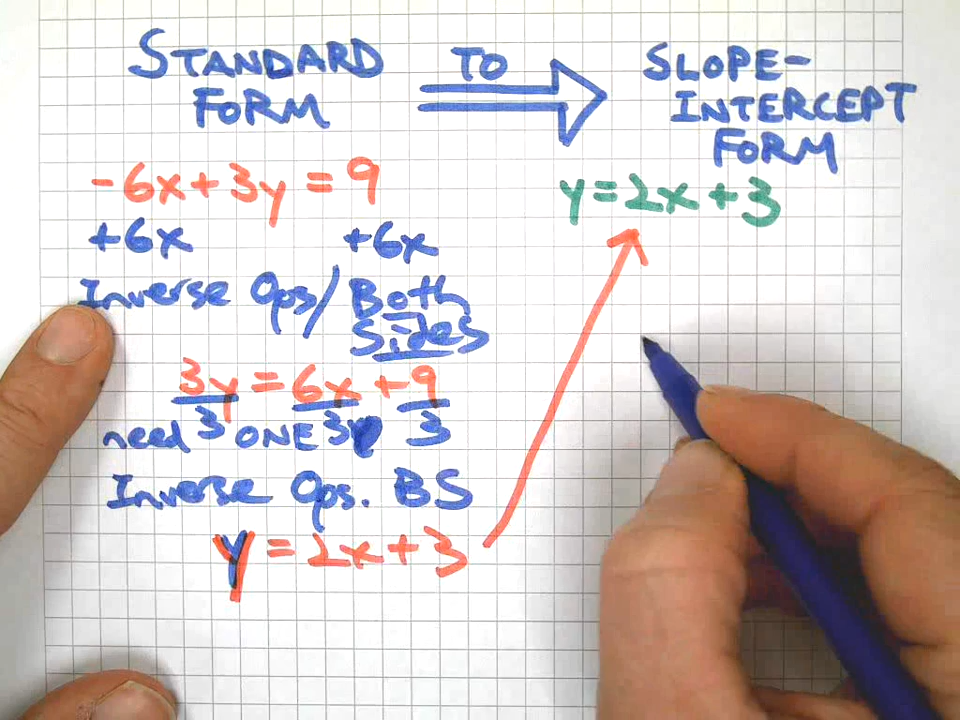 STANDARD FORM
TO
SLOPE-
INTERCEPT
FORM
-6x+3y=9
+6x +6x
Inverse Ops/Both
Sides
3y=6x+9
3 3 3
need ONE y
Inverse Ops. BS
y=2x+3
y=2x+3